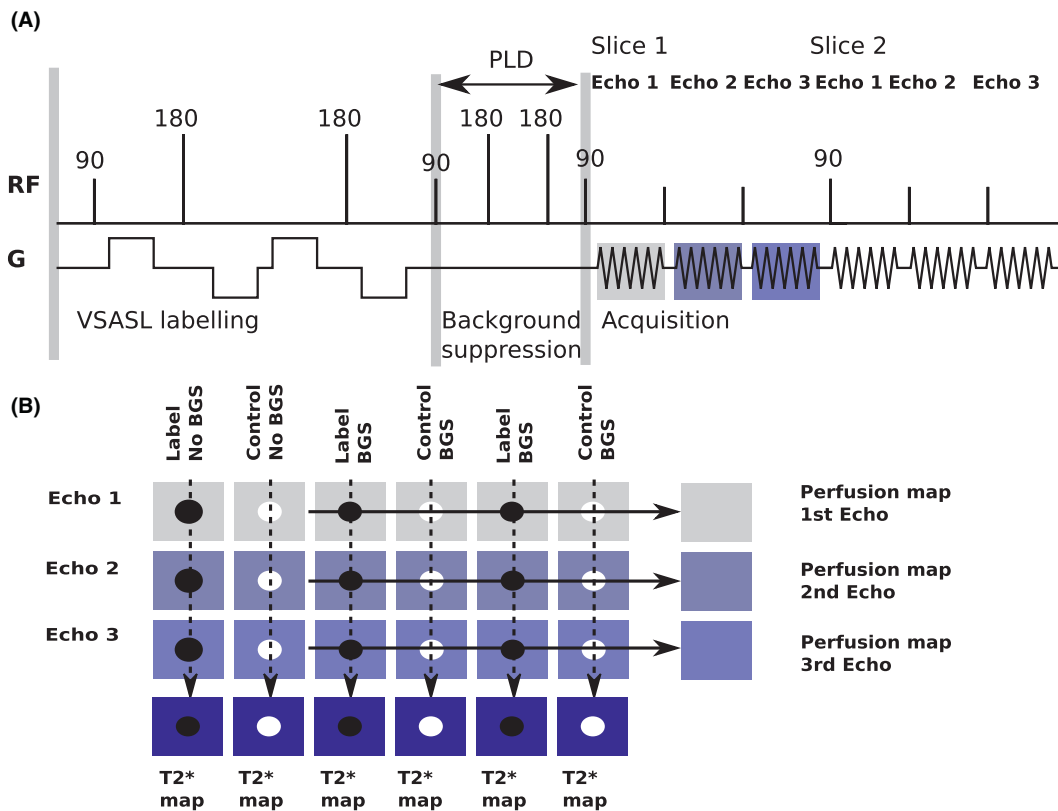 (A)
Slice 1
Slice 2
PLD
Echo 1 Echo 2 Echo 3 Echo 1 Echo 2 Echo 3
180 180 180 180
90 90 90 90
RF
G
VSASL labelling
Background
suppression
Acquisition
(B)
Label
No BGS
Control
No BGS
Label
BGS
Control
BGS
Label
BGS
Control
BGS
Echo 1
Perfusion map
1st Echo
Echo 2
Perfusion map
2nd Echo
Echo 3
Perfusion map
3rd Echo
T2* T2* T2* T2* T2* T2*
map map map map map map